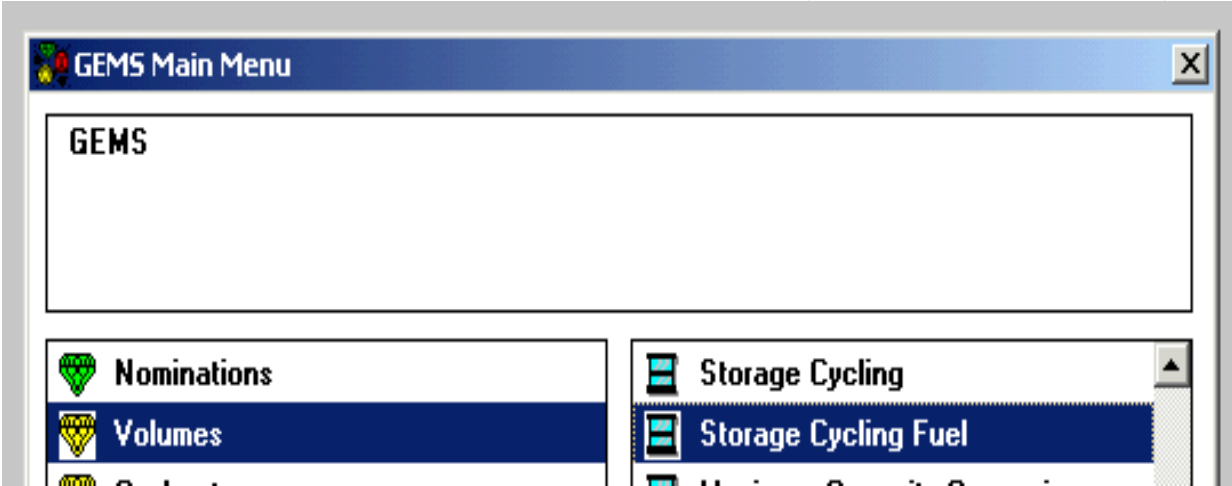 GEMS Main Menu
GEMS
Nominations
Storage Cycling
Volumes
Storage Cycling Fuel